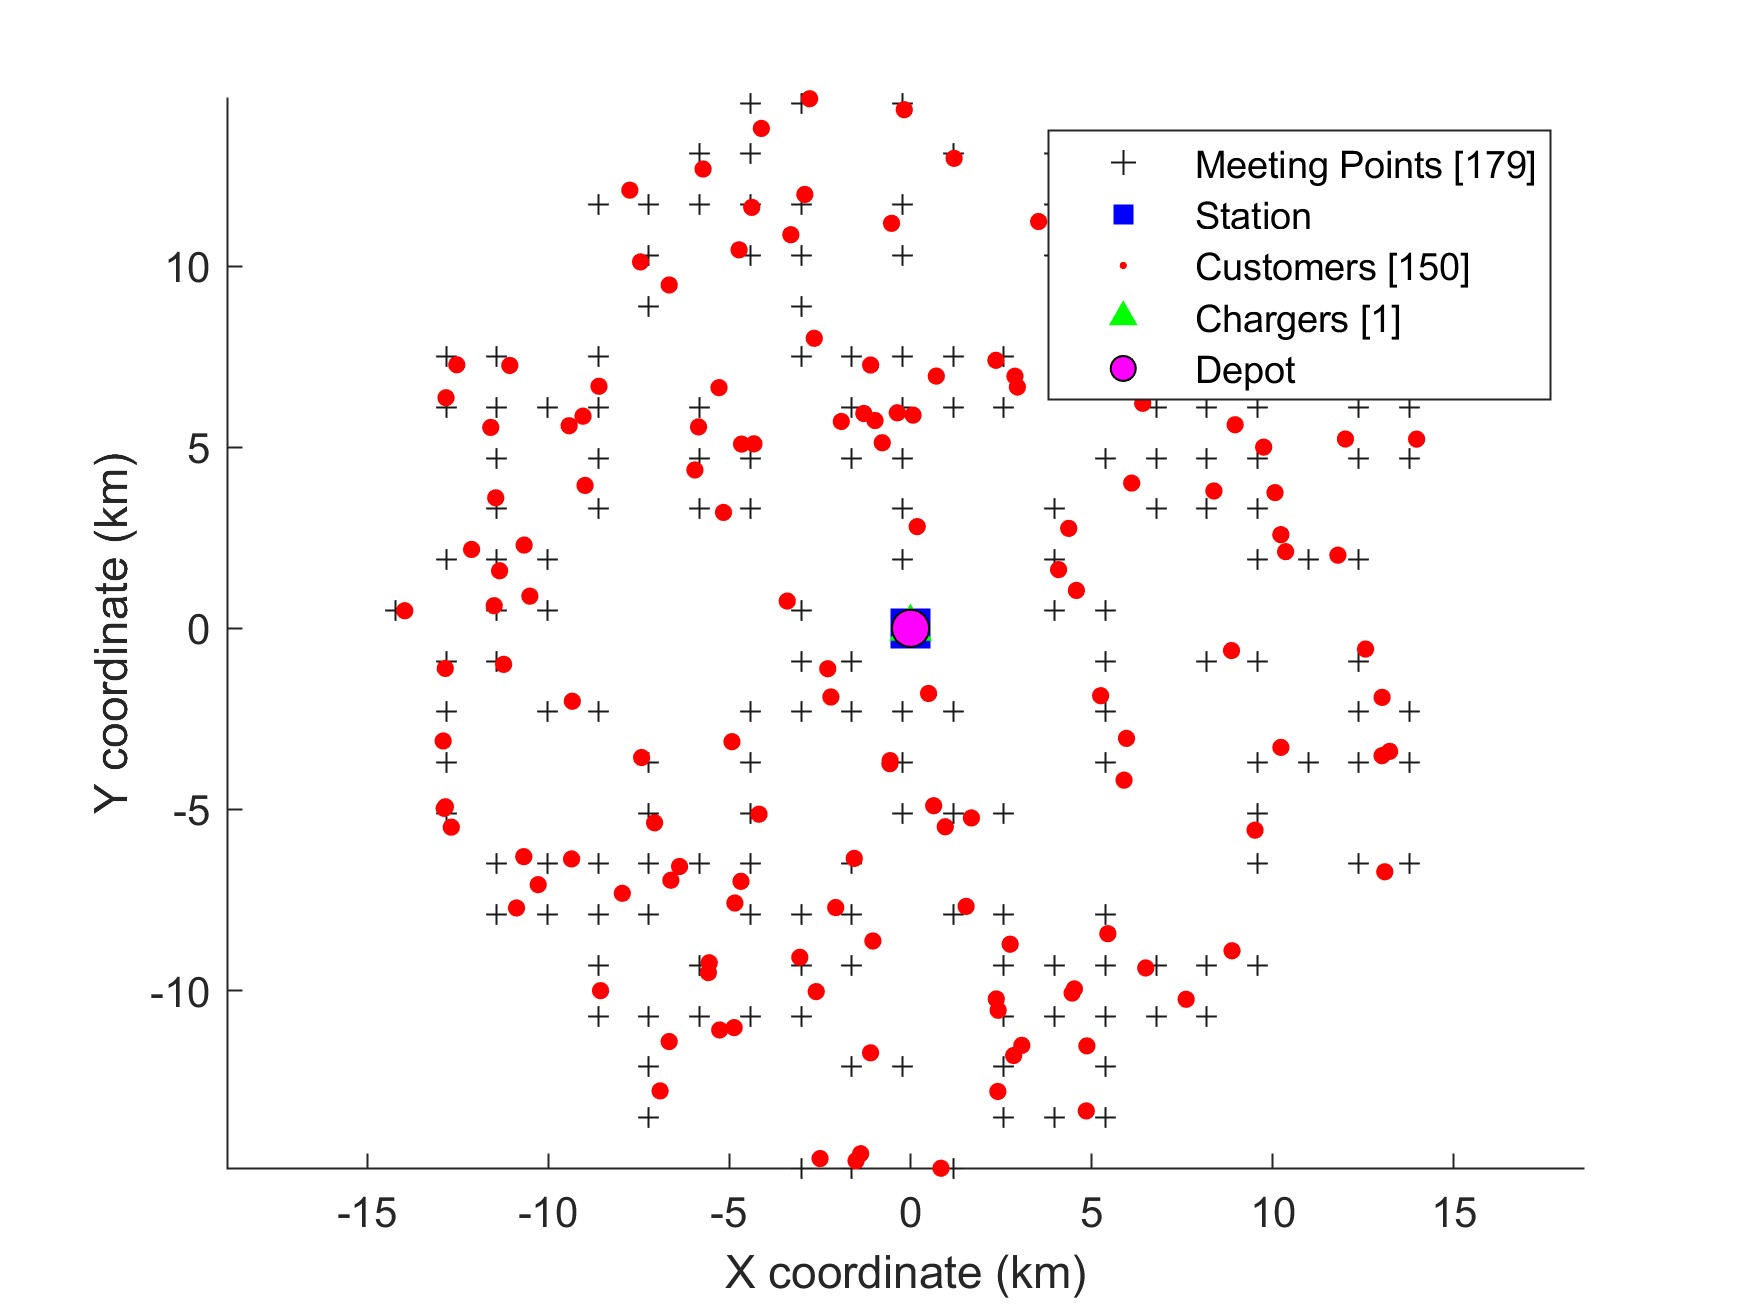 Meeting Points [179]
Station
Customers [150]
Chargers [1]
Depot
10
5
0
-5
-10
Y coordinate (km)
-15 -10 -5 0 5 10 15
X coordinate (km)